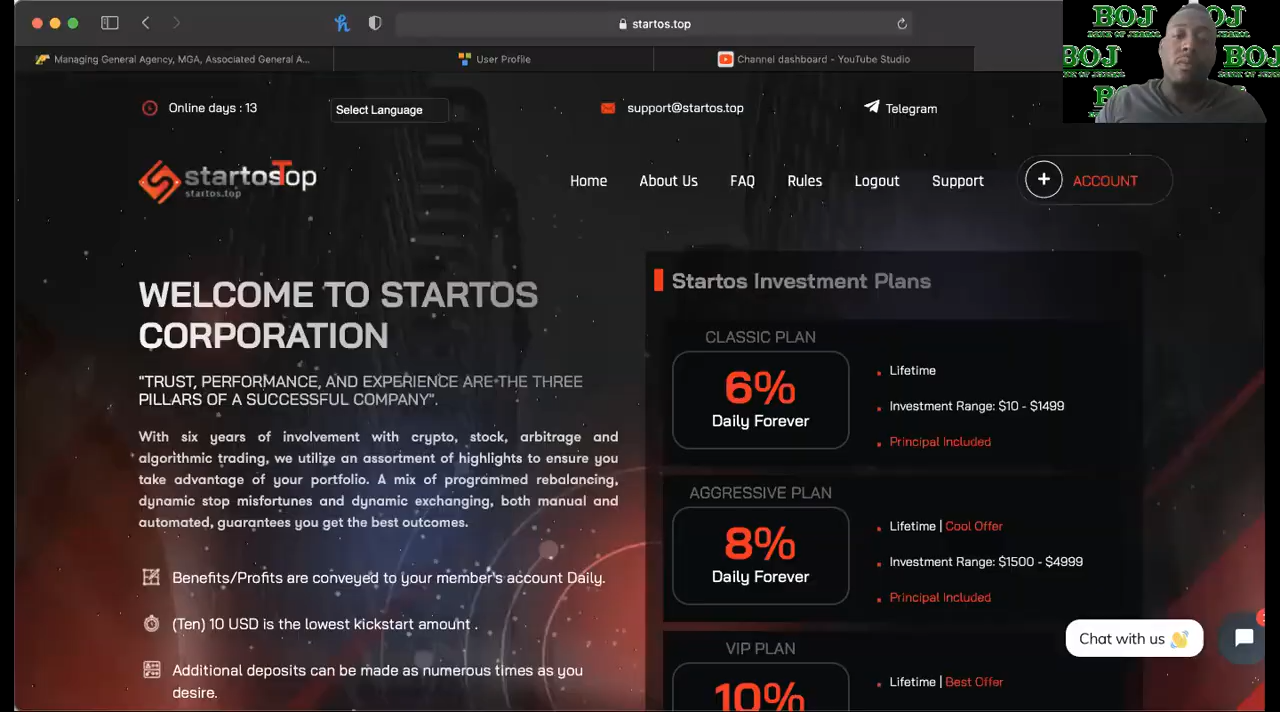 startos.top
Managing General Agency, MGA, Associated General A...
User Profile
Channel dashboard - YouTube Studio
BOJ
BOJ
BOJ
Online days : 13
Select Language
support@startos.top
Telegram
startosTop
startos.top
Home
About Us
FAQ
Rules
Logout
Support
+
ACCOUNT
WELCOME TO STARTOS
CORPORATION
"TRUST, PERFORMANCE, AND EXPERIENCE ARE THE THREE
PILLARS OF A SUCCESSFUL COMPANY".
With six years of involvement with crypto, stock, arbitrage and
algorithmic trading, we utilize an assortment of highlights to ensure you
take advantage of your portfolio. A mix of programmed rebalancing,
dynamic stop misfortunes and dynamic exchanging, both manual and
automated, guarantees you get the best outcomes.
Benefits/Profits are conveyed to your member's account Daily.
(Ten) 10 USD is the lowest kickstart amount .
Additional deposits can be made as numerous times as you
desire.
Startos Investment Plans
CLASSIC PLAN
6%
Daily Forever
Lifetime
Investment Range: $10 - $1499
Principal Included
AGGRESSIVE PLAN
8%
Daily Forever
Lifetime | Cool Offer
Investment Range: $1500 - $4999
Principal Included
VIP PLAN
10%
Lifetime | Best Offer
Chat with us 👋